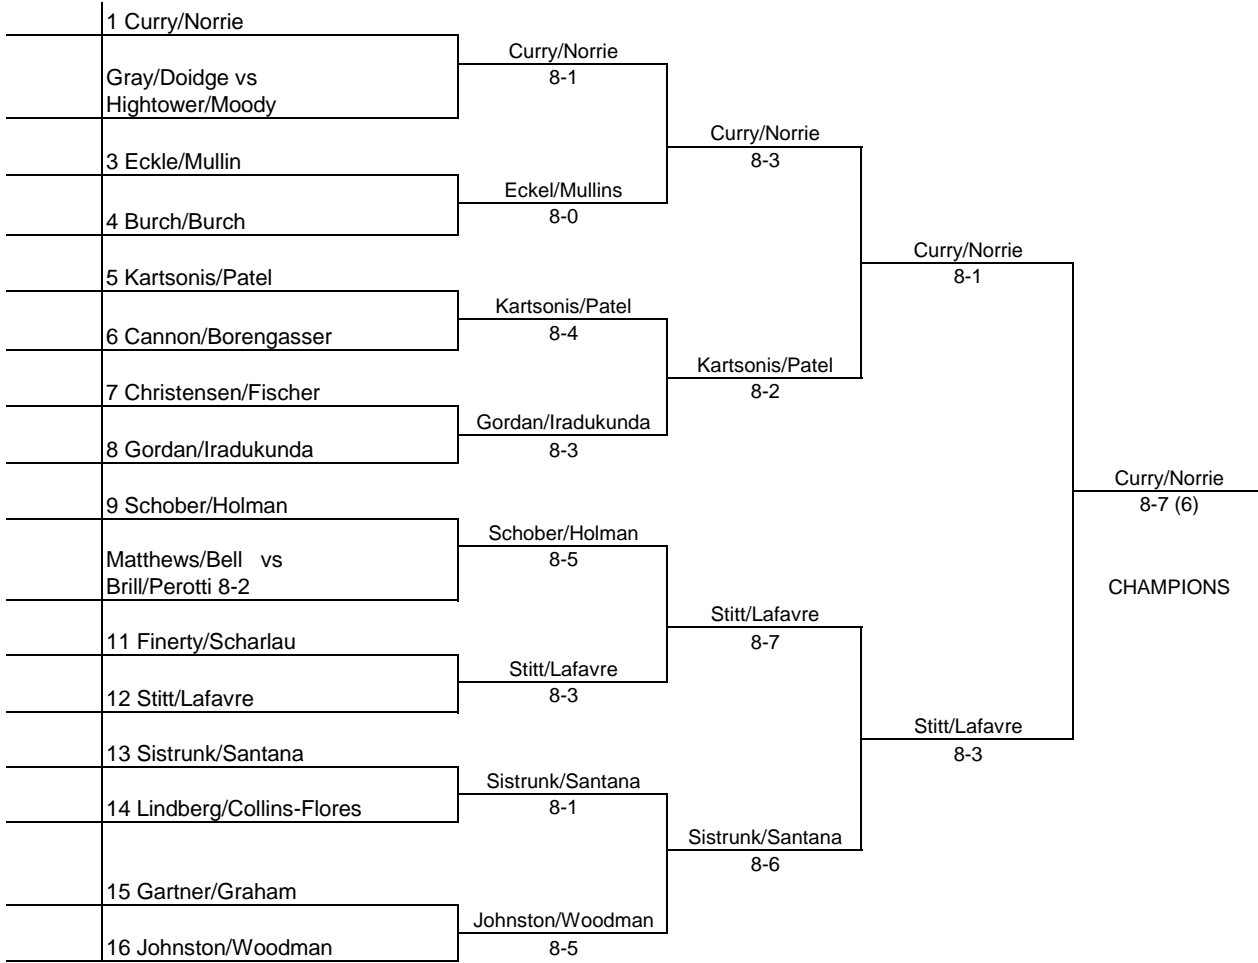 1 Curry/Norrie
Gray/Doidge vs
Hightower/Moody
3 Eckle/Mullin
4 Burch/Burch
5 Kartsonis/Patel
6 Cannon/Borengasser
7 Christensen/Fischer
8 Gordan/Iradukunda
9 Schober/Holman
Matthews/Bell vs
Brill/Perotti 8-2
11 Finerty/Scharlau
12 Stitt/Lafavre
13 Sistrunk/Santana
14 Lindberg/Collins-Flores
15 Gartner/Graham
16 Johnston/Woodman
Curry/Norrie
8-1
Eckel/Mullins
8-0
Kartsonis/Patel
8-4
Gordan/Iradukunda
8-3
Schober/Holman
8-5
Stitt/Lafavre
8-3
Sistrunk/Santana
8-1
Johnston/Woodman
8-5
Curry/Norrie
8-3
Kartsonis/Patel
8-2
Stitt/Lafavre
8-7
Sistrunk/Santana
8-6
Curry/Norrie
8-1
Stitt/Lafavre
8-3
Curry/Norrie
8-7 (6)
CHAMPIONS